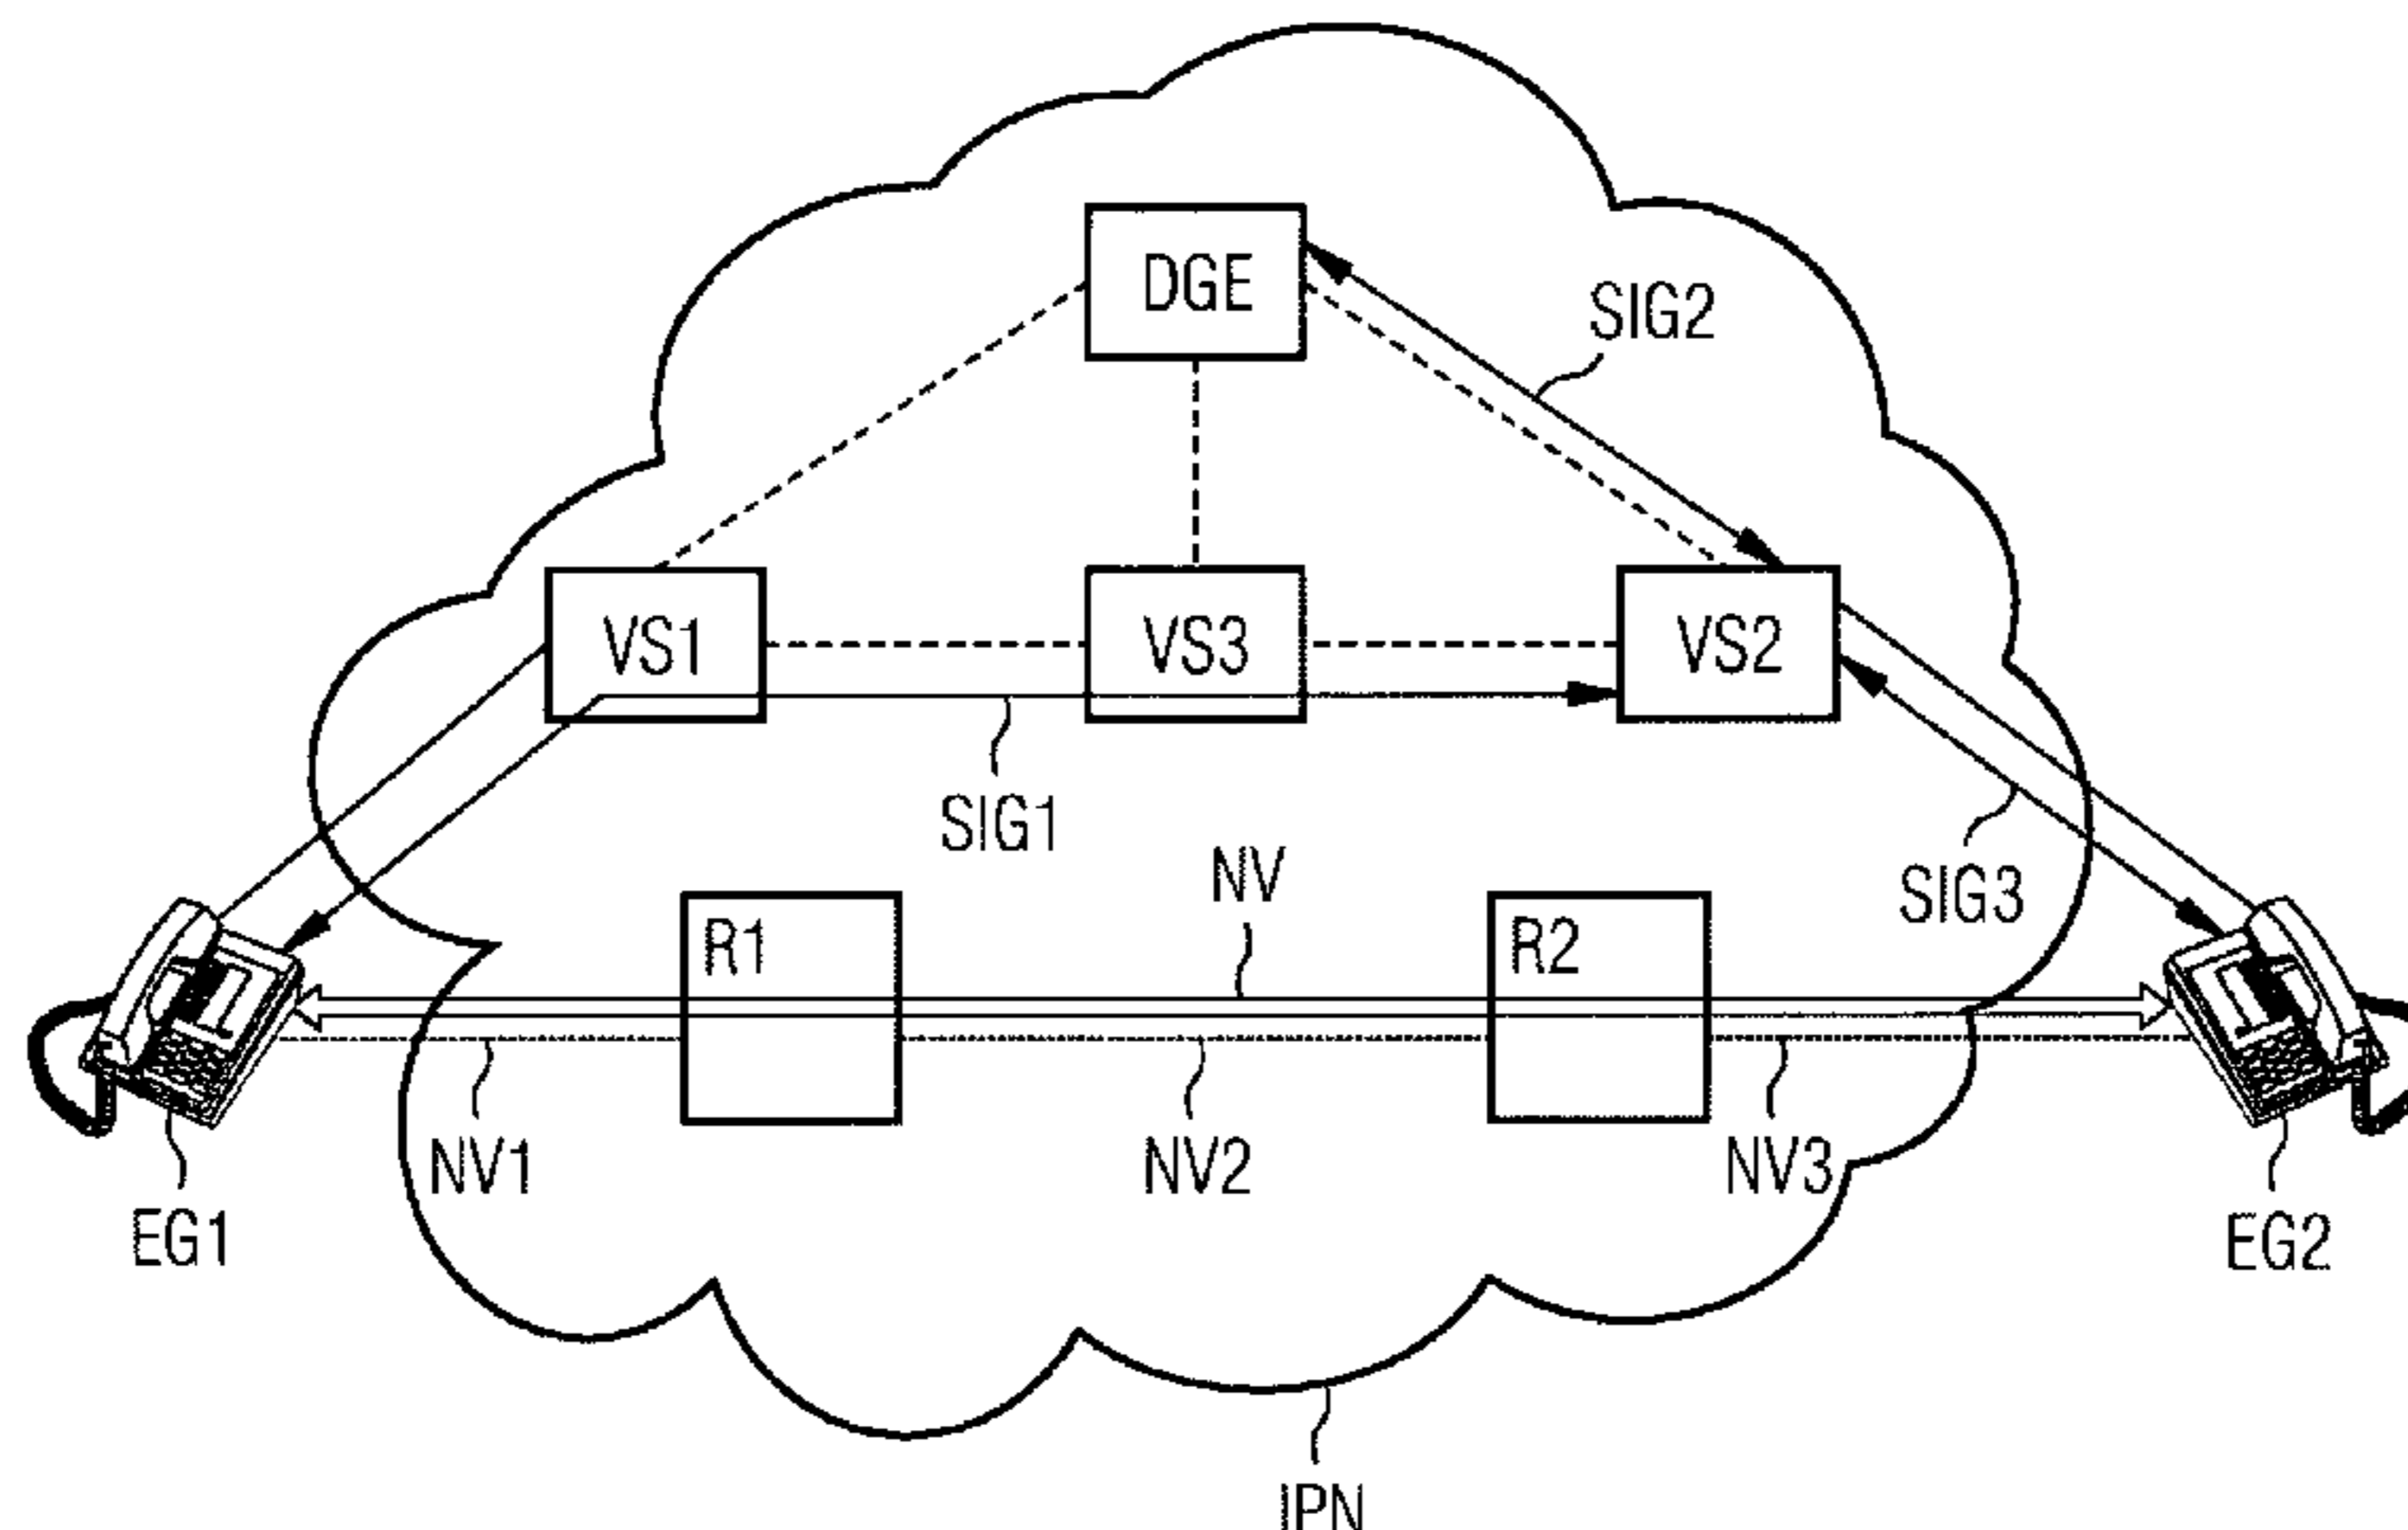 DGE
SIG2
VS1
VS3
VS2
SIG1
NV
SIG3
R1
R2
NV1
NV2
NV3
EG1
EG2
IPN